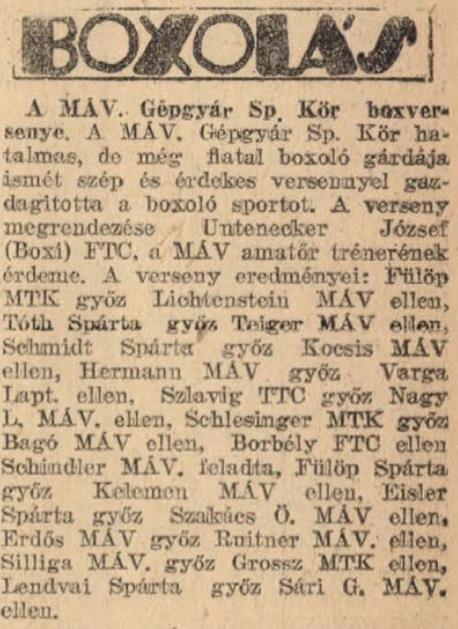 BOXOLÁS
A MÁV. Gépgyár Sp. Kör boxver-
senye. A MÁV. Gépgyár Sp. Kör ha-
talmas, de még fiatal boxoló gárdája
ismét szép és érdekes versennyel gaz-
dagitotta a boxoló sportot. A verseny
megrendezése Untenecker József
(Boxi) FTC, a MÁV amatőr trénerének
érdeme. A verseny eredményei: Fülöp
MTK győz Lichtenstein MÁV ellen,
Tóth Spárta győz Teiger MÁV ellen,
Schmidt Spárta győz Kocsis MÁV
ellen, Hermann MÁV győz Varga
Lapt. ellen, Szlavig TTC győz Nagy
L. MÁV. ellen, Schlesinger MTK győz
Bagó MÁV ellen, Borbély FTC ellen
Schindler MÁV. feladta, Fülöp Spárta
győz Kelemen MÁV ellen, Eisler
Spárta győz Szakács Ö. MÁV ellen,
Erdős MÁV győz Ruitner MÁV. ellen,
Silliga MÁV. győz Grossz MTK ellen,
Lendvai Spárta győz Sári G. MÁV.
ellen.